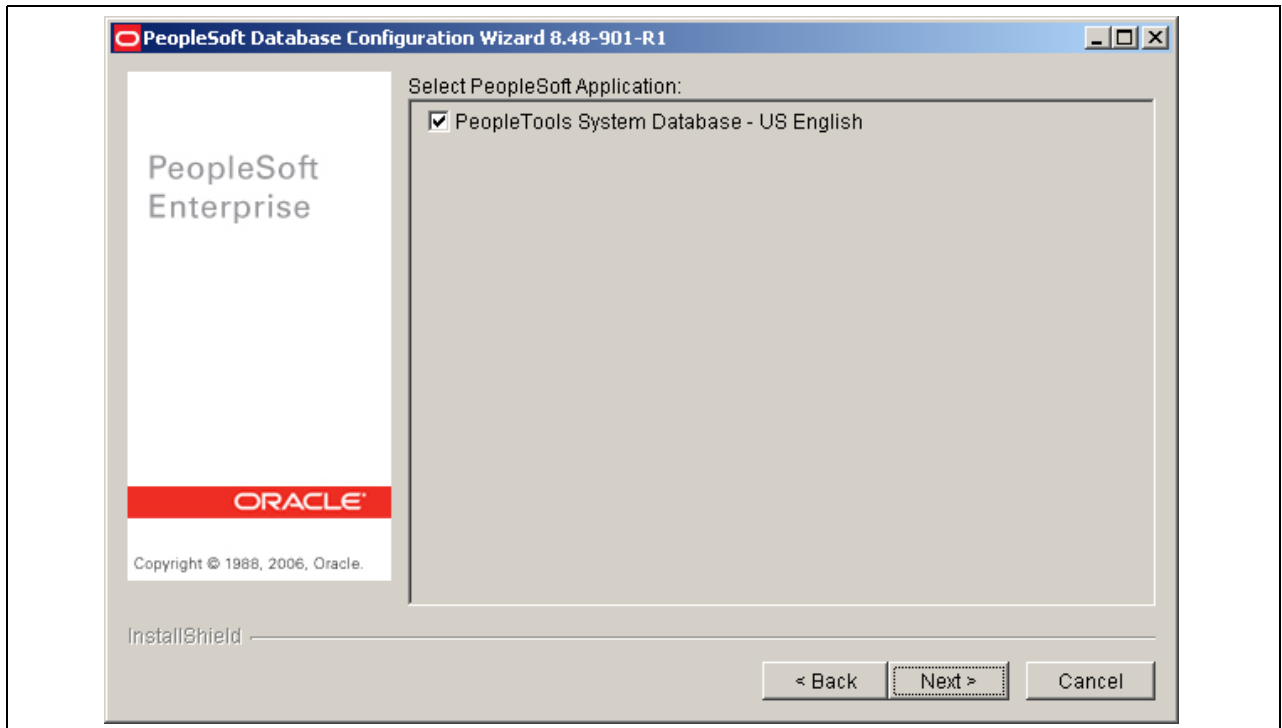 PeopleSoft Database Configuration Wizard 8.48-901-R1
Select PeopleSoft Application:
PeopleTools System Database - US English
PeopleSoft
Enterprise
ORACLE
Copyright © 1988, 2006, Oracle.
InstallShield
< Back
Next >
Cancel